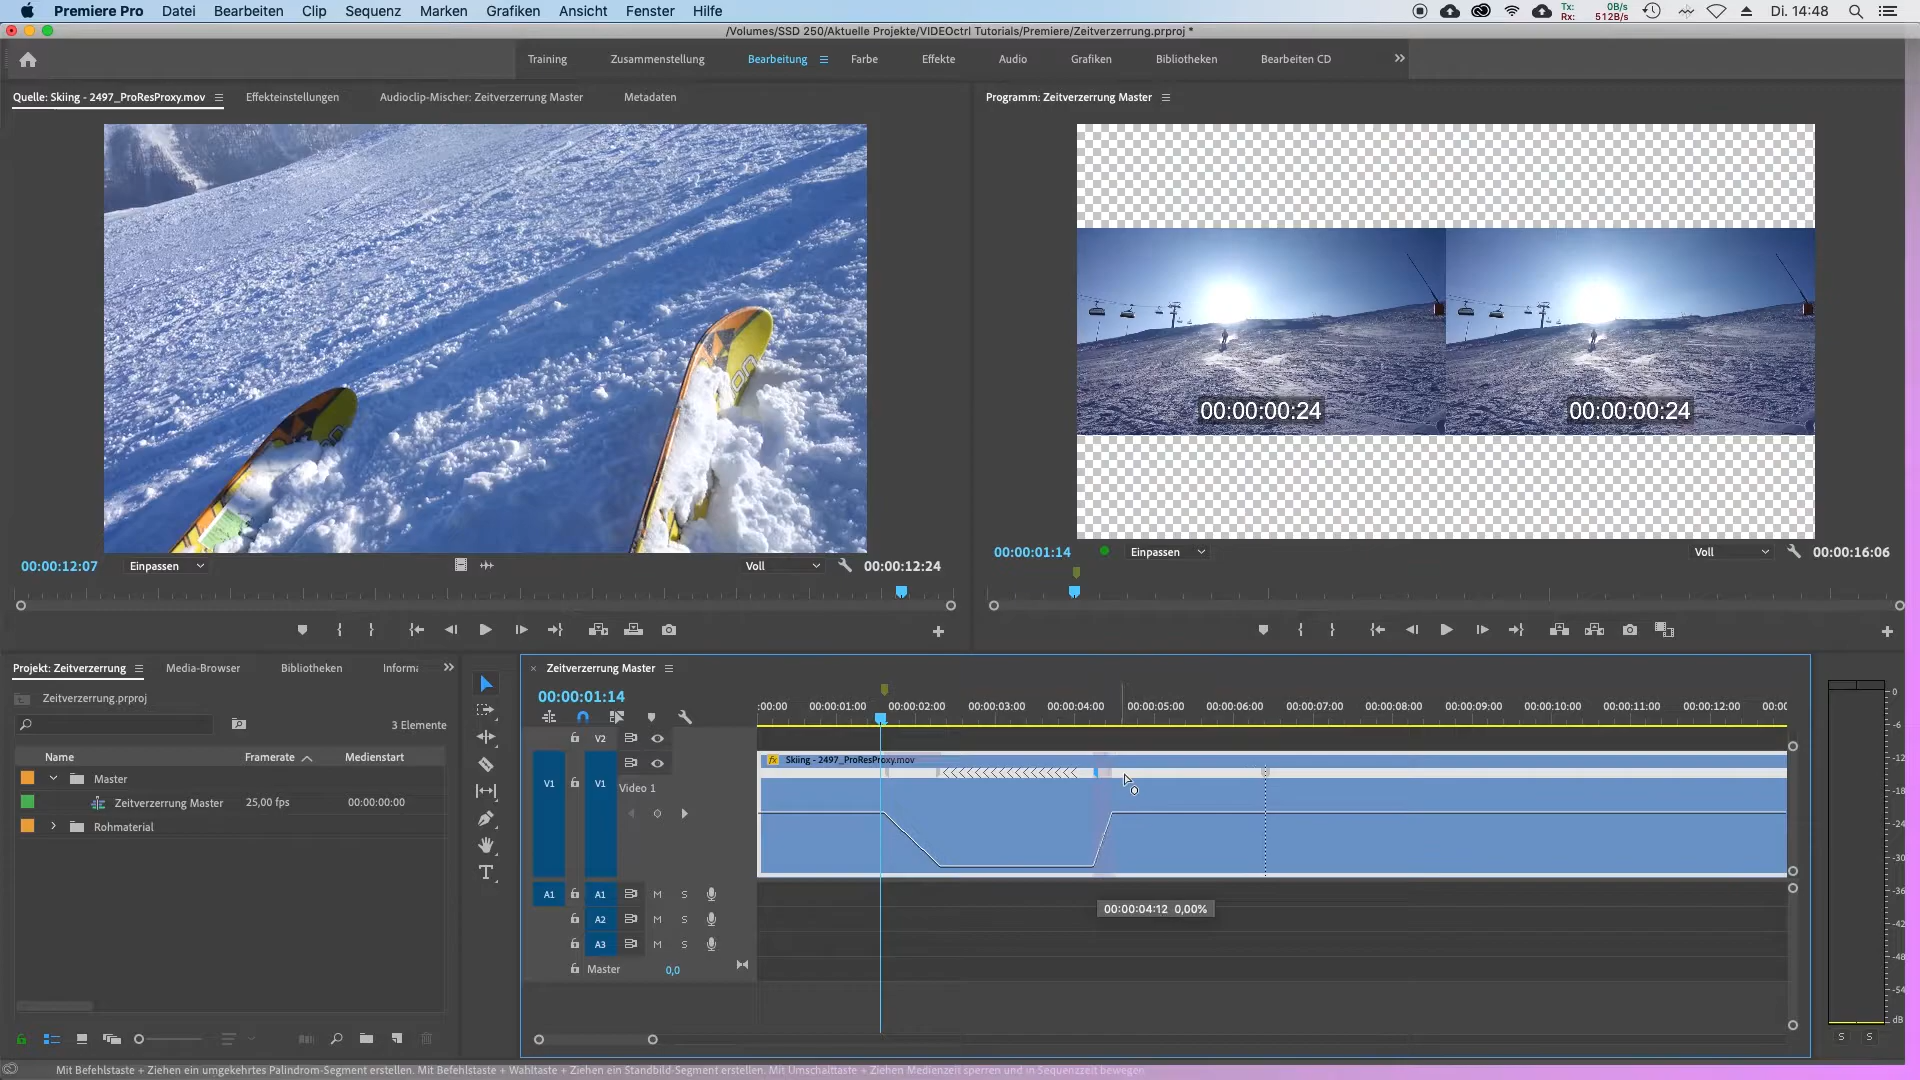 Premiere Pro Datei Bearbeiten Clip Sequenz Marken Grafiken Ansicht Fenster Hilfe
Tx: 0B/s
Rx: 512B/s
Di. 14:48
/Volumes/SSD 250/Aktuelle Projekte/VIDEOctrl Tutorials/Premiere/Zeitverzerrung.prproj *
Training Zusammenstellung Bearbeitung Farbe Effekte Audio Grafiken Bibliotheken Bearbeiten CD
Quelle: Skiing - 2497_ProResProxy.mov Effekteinstellungen Audioclip-Mischer: Zeitverzerrung Master Metadaten
Programm: Zeitverzerrung Master
00:00:00:24 00:00:00:24
00:00:12:07 Einpassen Voll 00:00:12:24
00:00:01:14 Einpassen Voll 00:00:16:06
Projekt: Zeitverzerrung Media-Browser Bibliotheken Informa
Zeitverzerrung.prproj
3 Elemente
Name Framerate Medienstart
Master
Zeitverzerrung Master 25,00 fps 00:00:00:00
Rohmaterial
Zeitverzerrung Master
00:00:01:14
:00:00 00:00:01:00 00:00:02:00 00:00:03:00 00:00:04:00 00:00:05:00 00:00:06:00 00:00:07:00 00:00:08:00 00:00:09:00 00:00:10:00 00:00:11:00 00:00:12:00 00:00
V2
fx Skiing - 2497_ProResProxy.mov
V1 V1
Video 1
A1 A1 M S
00:00:04:12 0,00%
A2 M S
A3 M S
Master 0,0
0
-6
-12
-18
-24
-30
-36
-42
-48
-54
dB
S S
Mit Befehlstaste + Ziehen ein umgekehrtes Palindrom-Segment erstellen. Mit Befehlstaste + Wahltaste + Ziehen ein Standbild-Segment erstellen. Mit Umschalttaste + Ziehen Medienzeit sperren und in Sequenzzeit bewegen